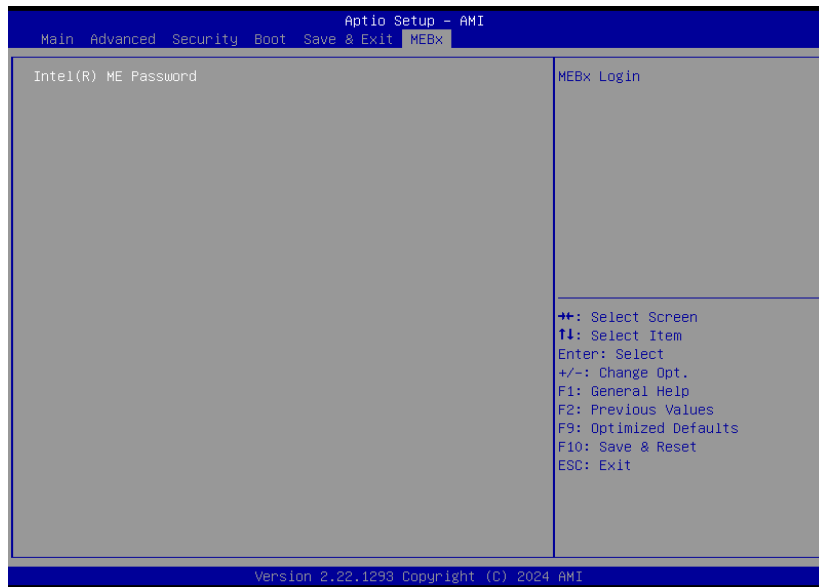 Aptio Setup – AMI
Main Advanced Security Boot Save & Exit MEBx
Intel(R) ME Password
MEBx Login
→←: Select Screen
↑↓: Select Item
Enter: Select
+/-: Change Opt.
F1: General Help
F2: Previous Values
F9: Optimized Defaults
F10: Save & Reset
ESC: Exit
Version 2.22.1293 Copyright (C) 2024 AMI